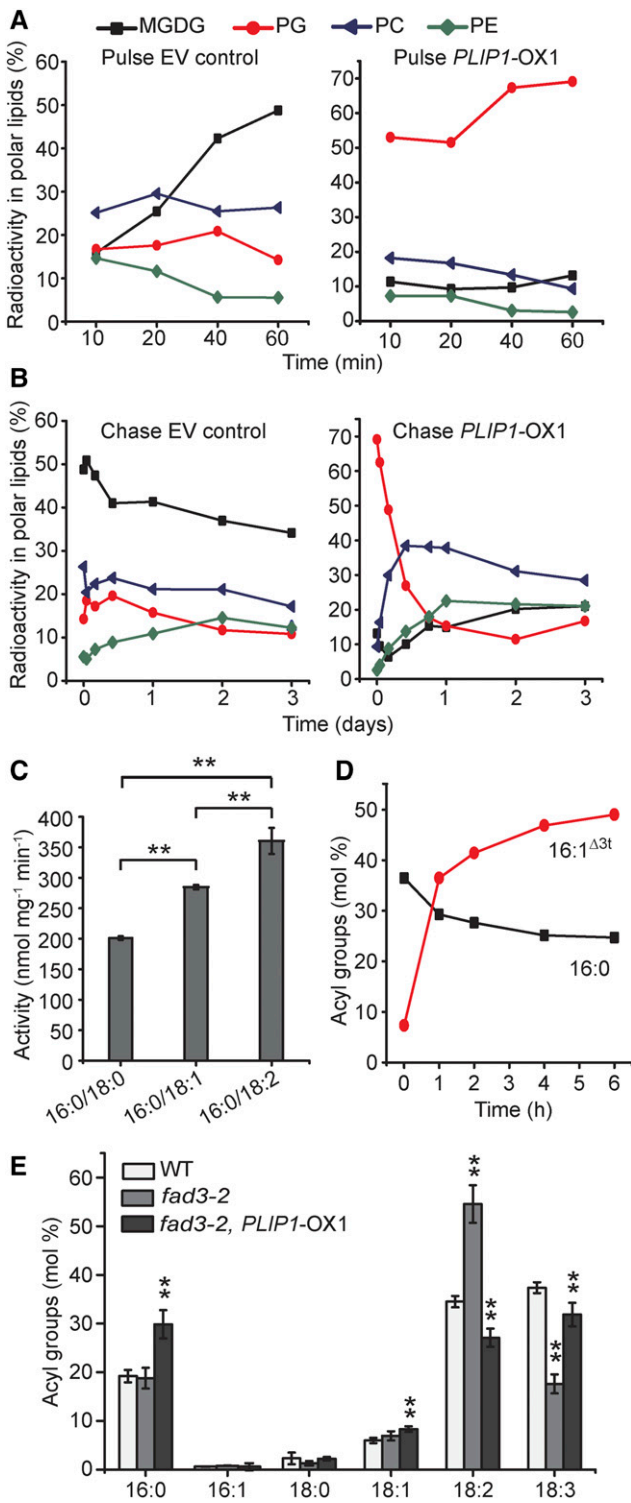 A
MGDG PG PC PE
Pulse EV control
Pulse PLIP1-OX1
Radioactivity in polar lipids (%)
60
50
40
30
20
10
0
70
60
50
40
30
20
10
0
10 20 40 60
10 20 40 60
Time (min)
B
Chase EV control
Chase PLIP1-OX1
Radioactivity in polar lipids (%)
60
50
40
30
20
10
0
70
60
50
40
30
20
10
0
0 1 2 3
0 1 2 3
Time (days)
C
**
**
**
Activity (nmol mg⁻¹ min⁻¹)
400
350
300
250
200
150
100
50
0
16:0/18:0
16:0/18:1
16:0/18:2
D
Acyl groups (mol %)
50
40
30
20
10
0
16:1Δ3t
16:0
0 1 2 3 4 5 6
Time (h)
E
WT
fad3-2
fad3-2, PLIP1-OX1
Acyl groups (mol %)
60
50
40
30
20
10
0
**
**
**
**
**
**
16:0 16:1 18:0 18:1 18:2 18:3